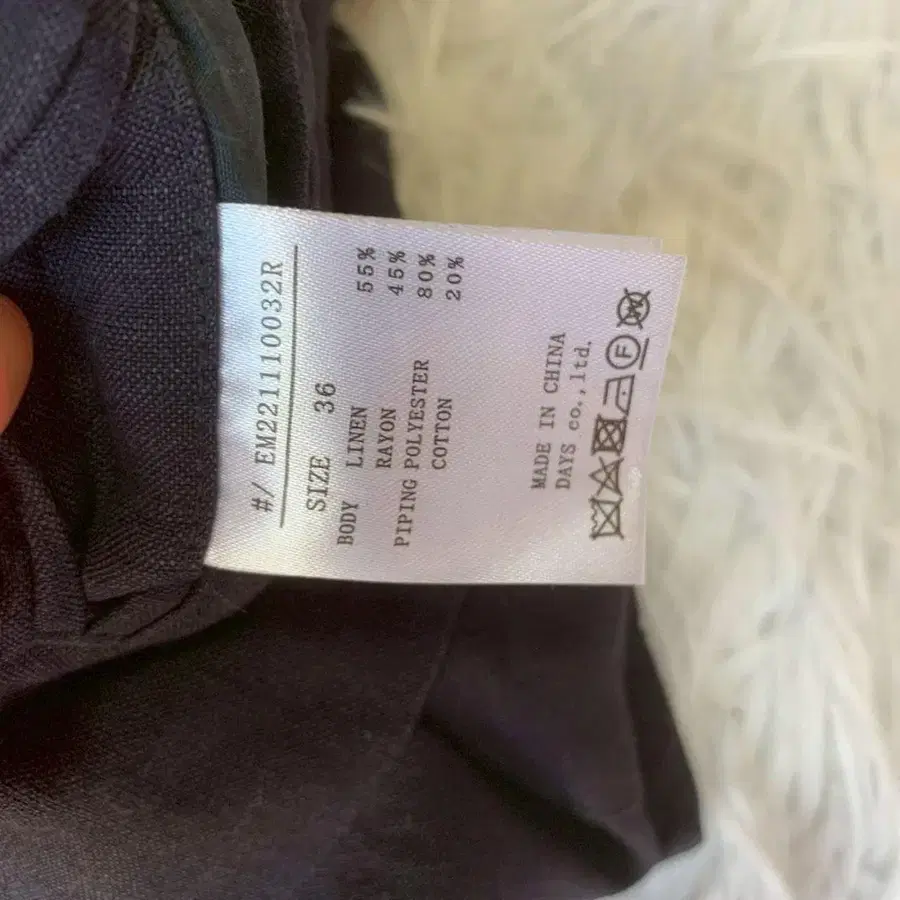 #/ EM221110032R
SIZE 36
BODY LINEN 55%
RAYON 45%
PIPING POLYESTER 80%
COTTON 20%
MADE IN CHINA
DAYS co.,ltd.
F W